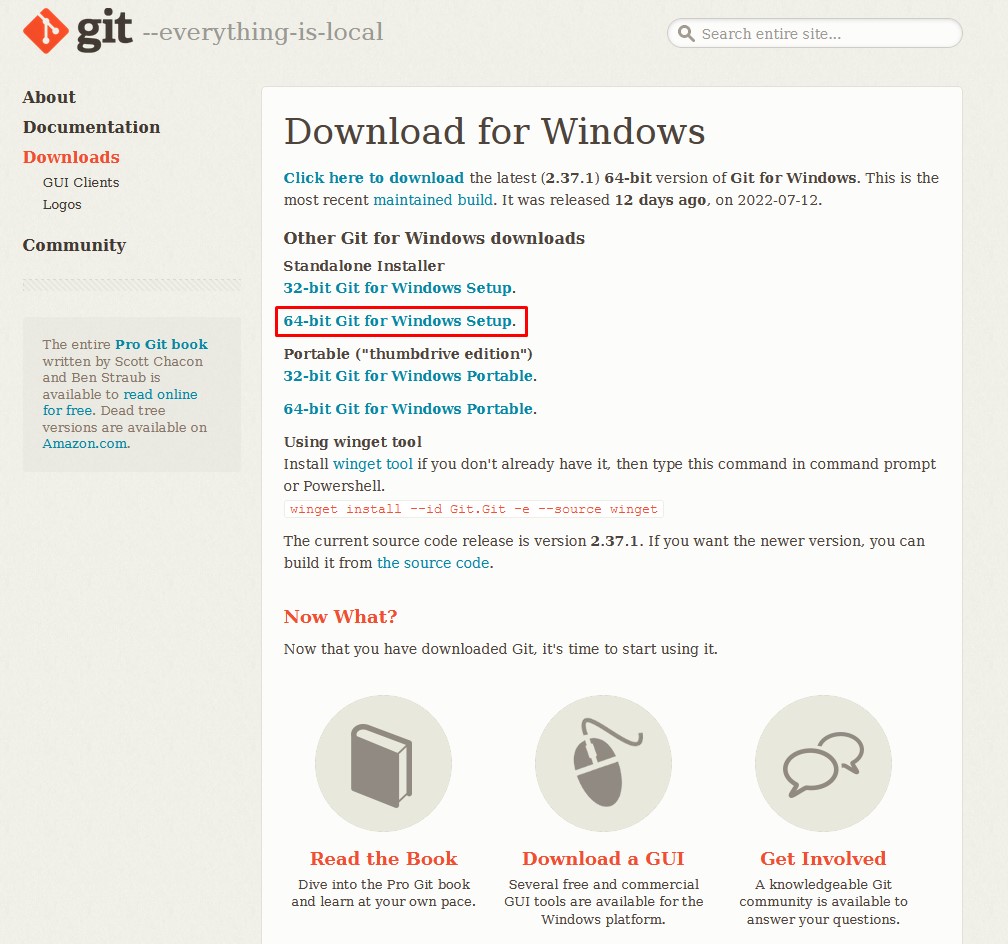 git --everything-is-local
Search entire site...
About
Documentation
Downloads
GUI Clients
Logos
Community
The entire Pro Git book
written by Scott Chacon
and Ben Straub is
available to read online
for free. Dead tree
versions are available on
Amazon.com.
Download for Windows
Click here to download the latest (2.37.1) 64-bit version of Git for Windows. This is the
most recent maintained build. It was released 12 days ago, on 2022-07-12.
Other Git for Windows downloads
Standalone Installer
32-bit Git for Windows Setup.
64-bit Git for Windows Setup.
Portable ("thumbdrive edition")
32-bit Git for Windows Portable.
64-bit Git for Windows Portable.
Using winget tool
Install winget tool if you don't already have it, then type this command in command prompt
or Powershell.
winget install --id Git.Git -e --source winget
The current source code release is version 2.37.1. If you want the newer version, you can
build it from the source code.
Now What?
Now that you have downloaded Git, it's time to start using it.
Read the Book
Dive into the Pro Git book
and learn at your own pace.
Download a GUI
Several free and commercial
GUI tools are available for the
Windows platform.
Get Involved
A knowledgeable Git
community is available to
answer your questions.